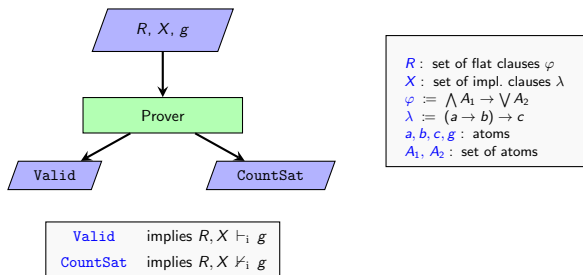 R, X, g
Prover
Valid
CountSat
R : set of flat clauses φ
X : set of impl. clauses λ
φ := ⋀ A₁ → ⋁ A₂
λ := (a → b) → c
a, b, c, g : atoms
A₁, A₂ : set of atoms
Valid implies R, X ⊢ᵢ g
CountSat implies R, X ⊬ᵢ g